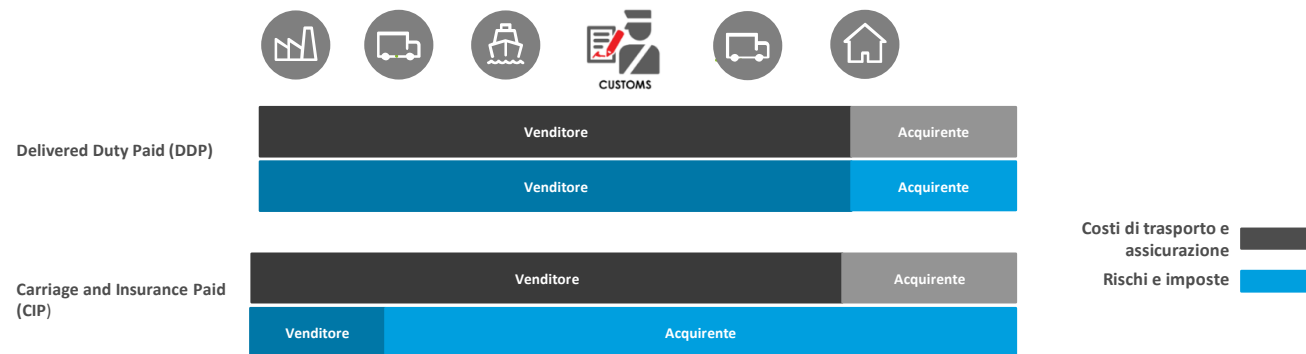 CUSTOMS
Delivered Duty Paid (DDP)
Venditore
Acquirente
Venditore
Acquirente
Costi di trasporto e
assicurazione
Rischi e imposte
Carriage and Insurance Paid
(CIP)
Venditore
Acquirente
Venditore
Acquirente